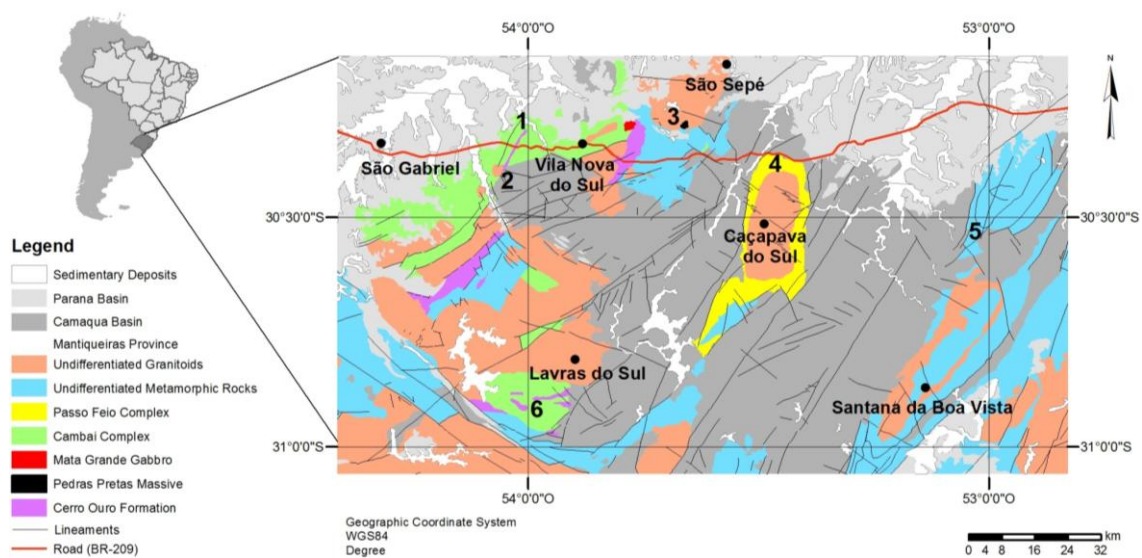 54°0'0"O
53°0'0"O
N
São Sepé
1
3
São Gabriel
2
Vila Nova
do Sul
4
30°30'0"S
30°30'0"S
Caçapava
do Sul
5
Legend
Sedimentary Deposits
Parana Basin
Camaqua Basin
Mantiqueiras Province
Undifferentiated Granitoids
Undifferentiated Metamorphic Rocks
Passo Feio Complex
Cambai Complex
Mata Grande Gabbro
Pedras Pretas Massive
Cerro Ouro Formation
Lineaments
Road (BR-209)
Lavras do Sul
6
Santana da Boa Vista
31°0'0"S
31°0'0"S
54°0'0"O
53°0'0"O
Geographic Coordinate System
WGS84
Degree
km
0 4 8 16 24 32